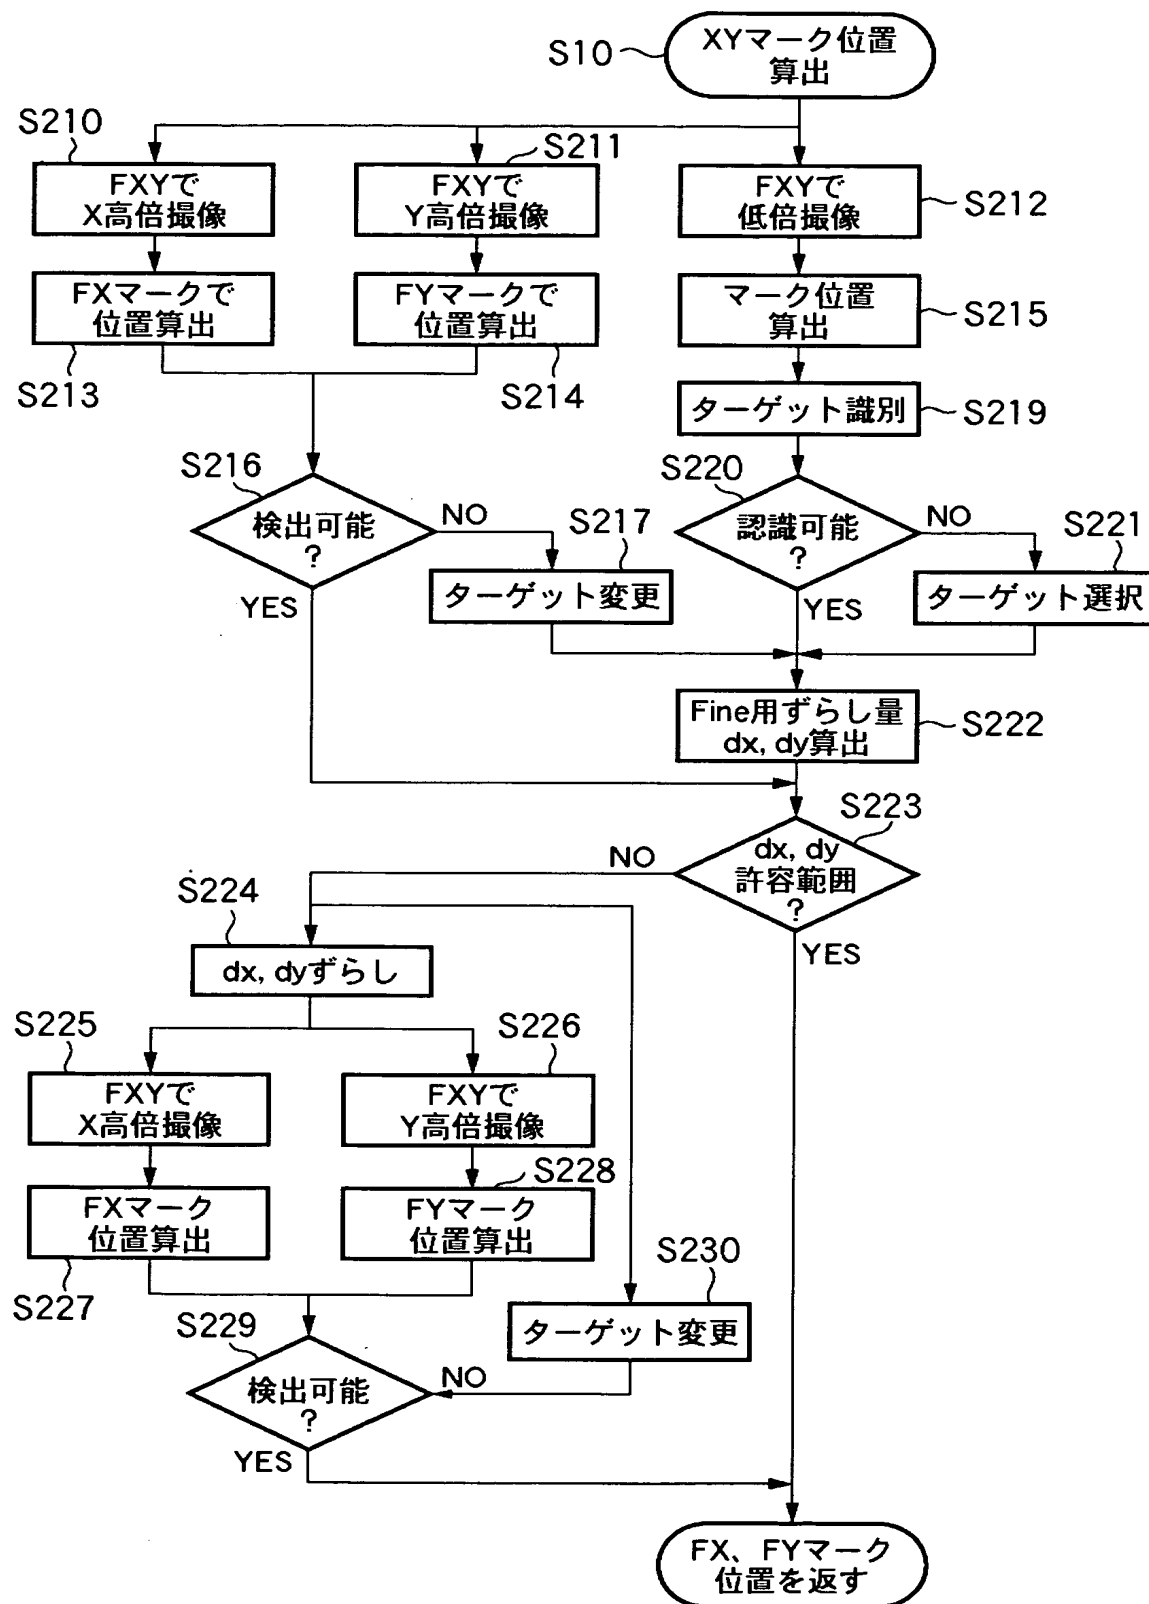 S10
XYマーク位置
算出
S210
S211
S212
FXYで
X高倍撮像
FXYで
Y高倍撮像
FXYで
低倍撮像
FXマークで
位置算出
FYマークで
位置算出
マーク位置
算出
S213
S214
S215
ターゲット識別
S219
S216
検出可能
?
NO
YES
S217
ターゲット変更
S220
認識可能
?
NO
YES
S221
ターゲット選択
Fine用ずらし量
dx, dy算出
S222
S223
dx, dy
許容範囲
?
NO
YES
S224
dx, dyずらし
S225
S226
FXYで
X高倍撮像
FXYで
Y高倍撮像
S228
FXマーク
位置算出
FYマーク
位置算出
S227
S230
ターゲット変更
S229
検出可能
?
NO
YES
FX、FYマーク
位置を返す